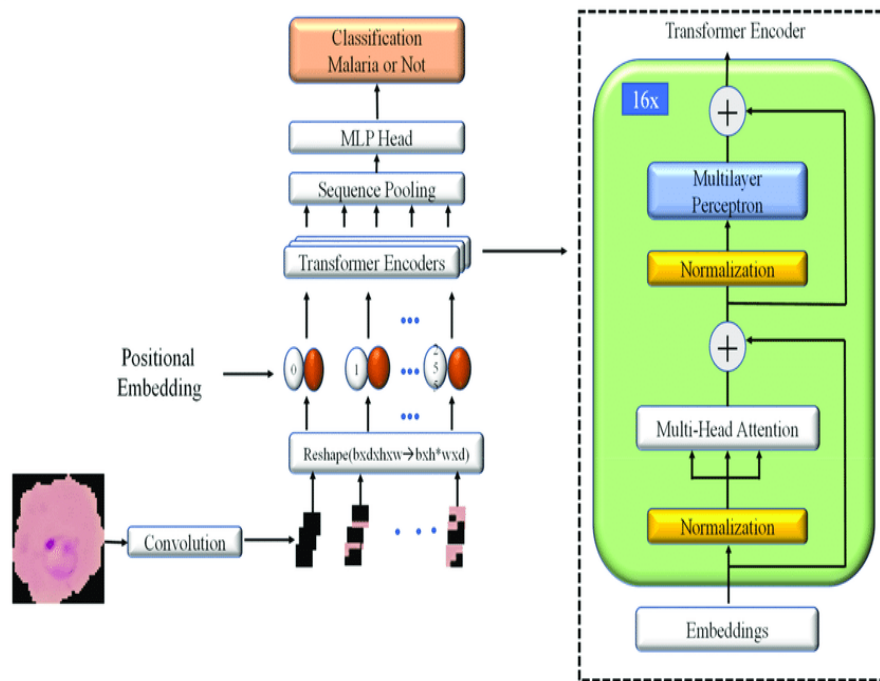 Classification
Malaria or Not
MLP Head
Sequence Pooling
Transformer Encoders
Positional
Embedding
0
1
255
Reshape(bxdxhxw→bxh*wxd)
Convolution
Transformer Encoder
16x
+
Multilayer
Perceptron
Normalization
+
Multi-Head Attention
Normalization
Embeddings